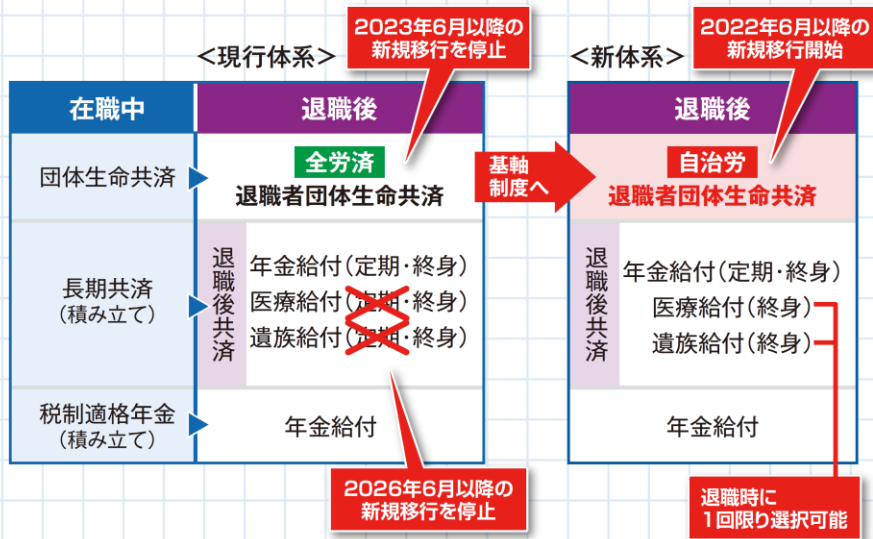 <現行体系>
2023年6月以降の
新規移行を停止
<新体系>
2022年6月以降の
新規移行開始
在職中
退職後
退職後
団体生命共済
全労済
退職者団体生命共済
基軸
制度へ
自治労
退職者団体生命共済
長期共済
(積み立て)
退職後共済
年金給付(定期・終身)
医療給付(定期・終身)
遺族給付(定期・終身)
退職後共済
年金給付(定期・終身)
医療給付(終身)
遺族給付(終身)
税制適格年金
(積み立て)
年金給付
年金給付
2026年6月以降の
新規移行を停止
退職時に
1回限り選択可能